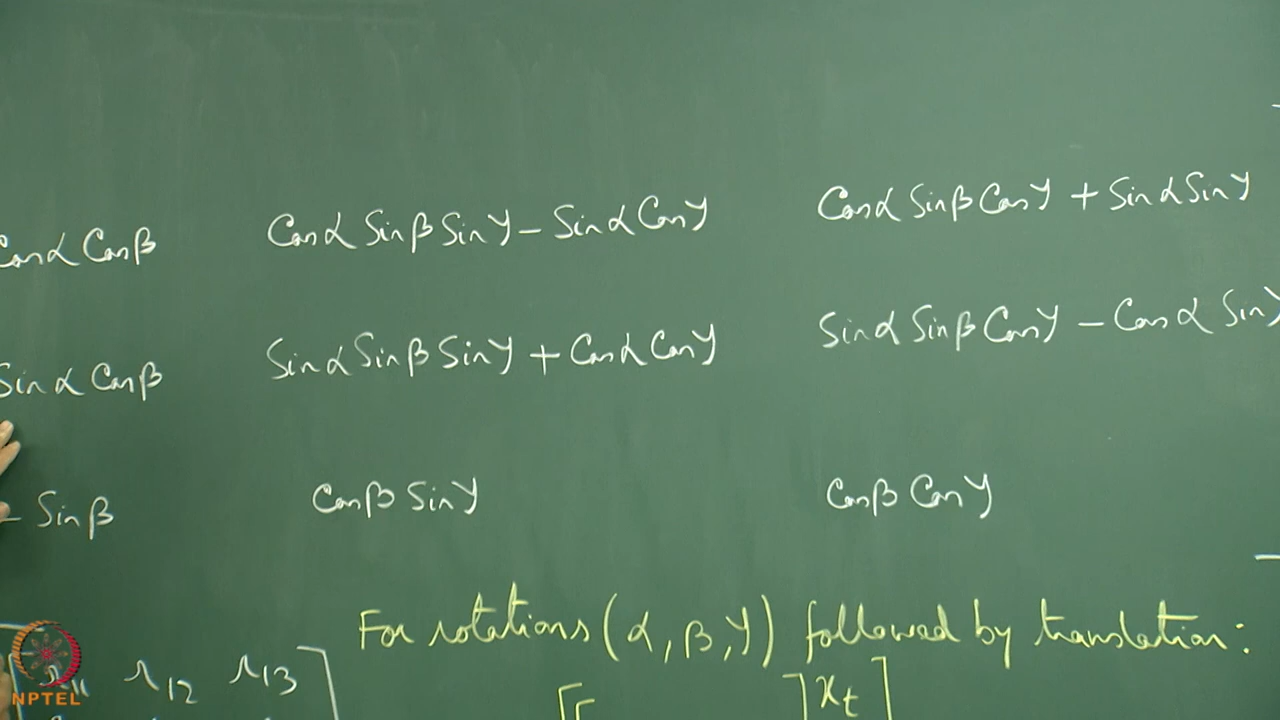 Cosα Cosβ Cosα Sinβ Sinγ - Sinα Cosγ Cosα Sinβ Cosγ + Sinα Sinγ
Sinα Cosβ Sinα Sinβ Sinγ + Cosα Cosγ Sinα Sinβ Cosγ - Cosα Sinγ
- Sinβ Cosβ Sinγ Cosβ Cosγ
For rotations (α, β, γ) followed by translation:
r11 r12 r13 xt
NPTEL